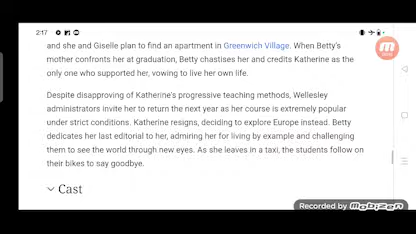 2:17
and she and Giselle plan to find an apartment in Greenwich Village. When Betty's
mother confronts her at graduation, Betty chastises her and credits Katherine as the
only one who supported her, vowing to live her own life.
Despite disapproving of Katherine's progressive teaching methods, Wellesley
administrators invite her to return the next year as her course is extremely popular
under strict conditions. Katherine resigns, deciding to explore Europe instead. Betty
dedicates her last editorial to her, admiring her for living by example and challenging
them to see the world through new eyes. As she leaves in a taxi, the students follow on
their bikes to say goodbye.
Cast
Recorded by Mobizen